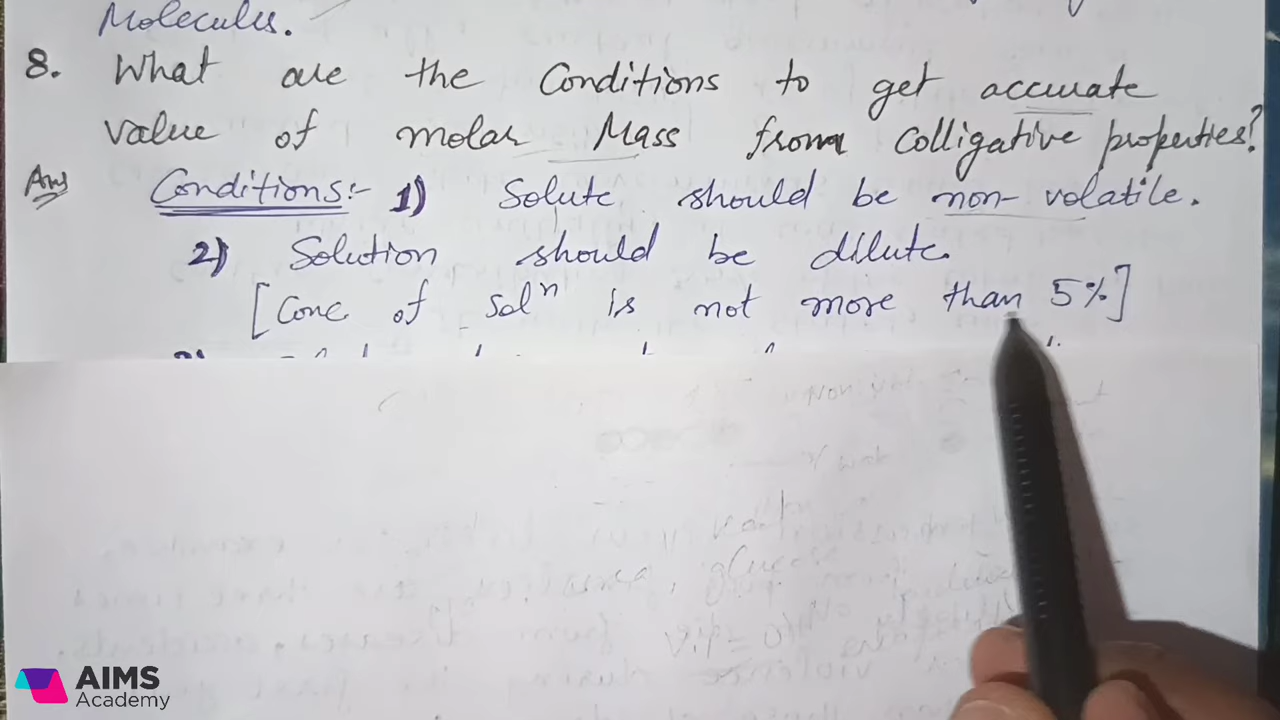 Molecules.
8. What are the Conditions to get accurate
value of molar Mass from Colligative properties?
Ans Conditions:- 1) Solute should be non-volatile.
2) Solution should be dilute.
[Conc. of solⁿ is not more than 5%]
AIMS
Academy